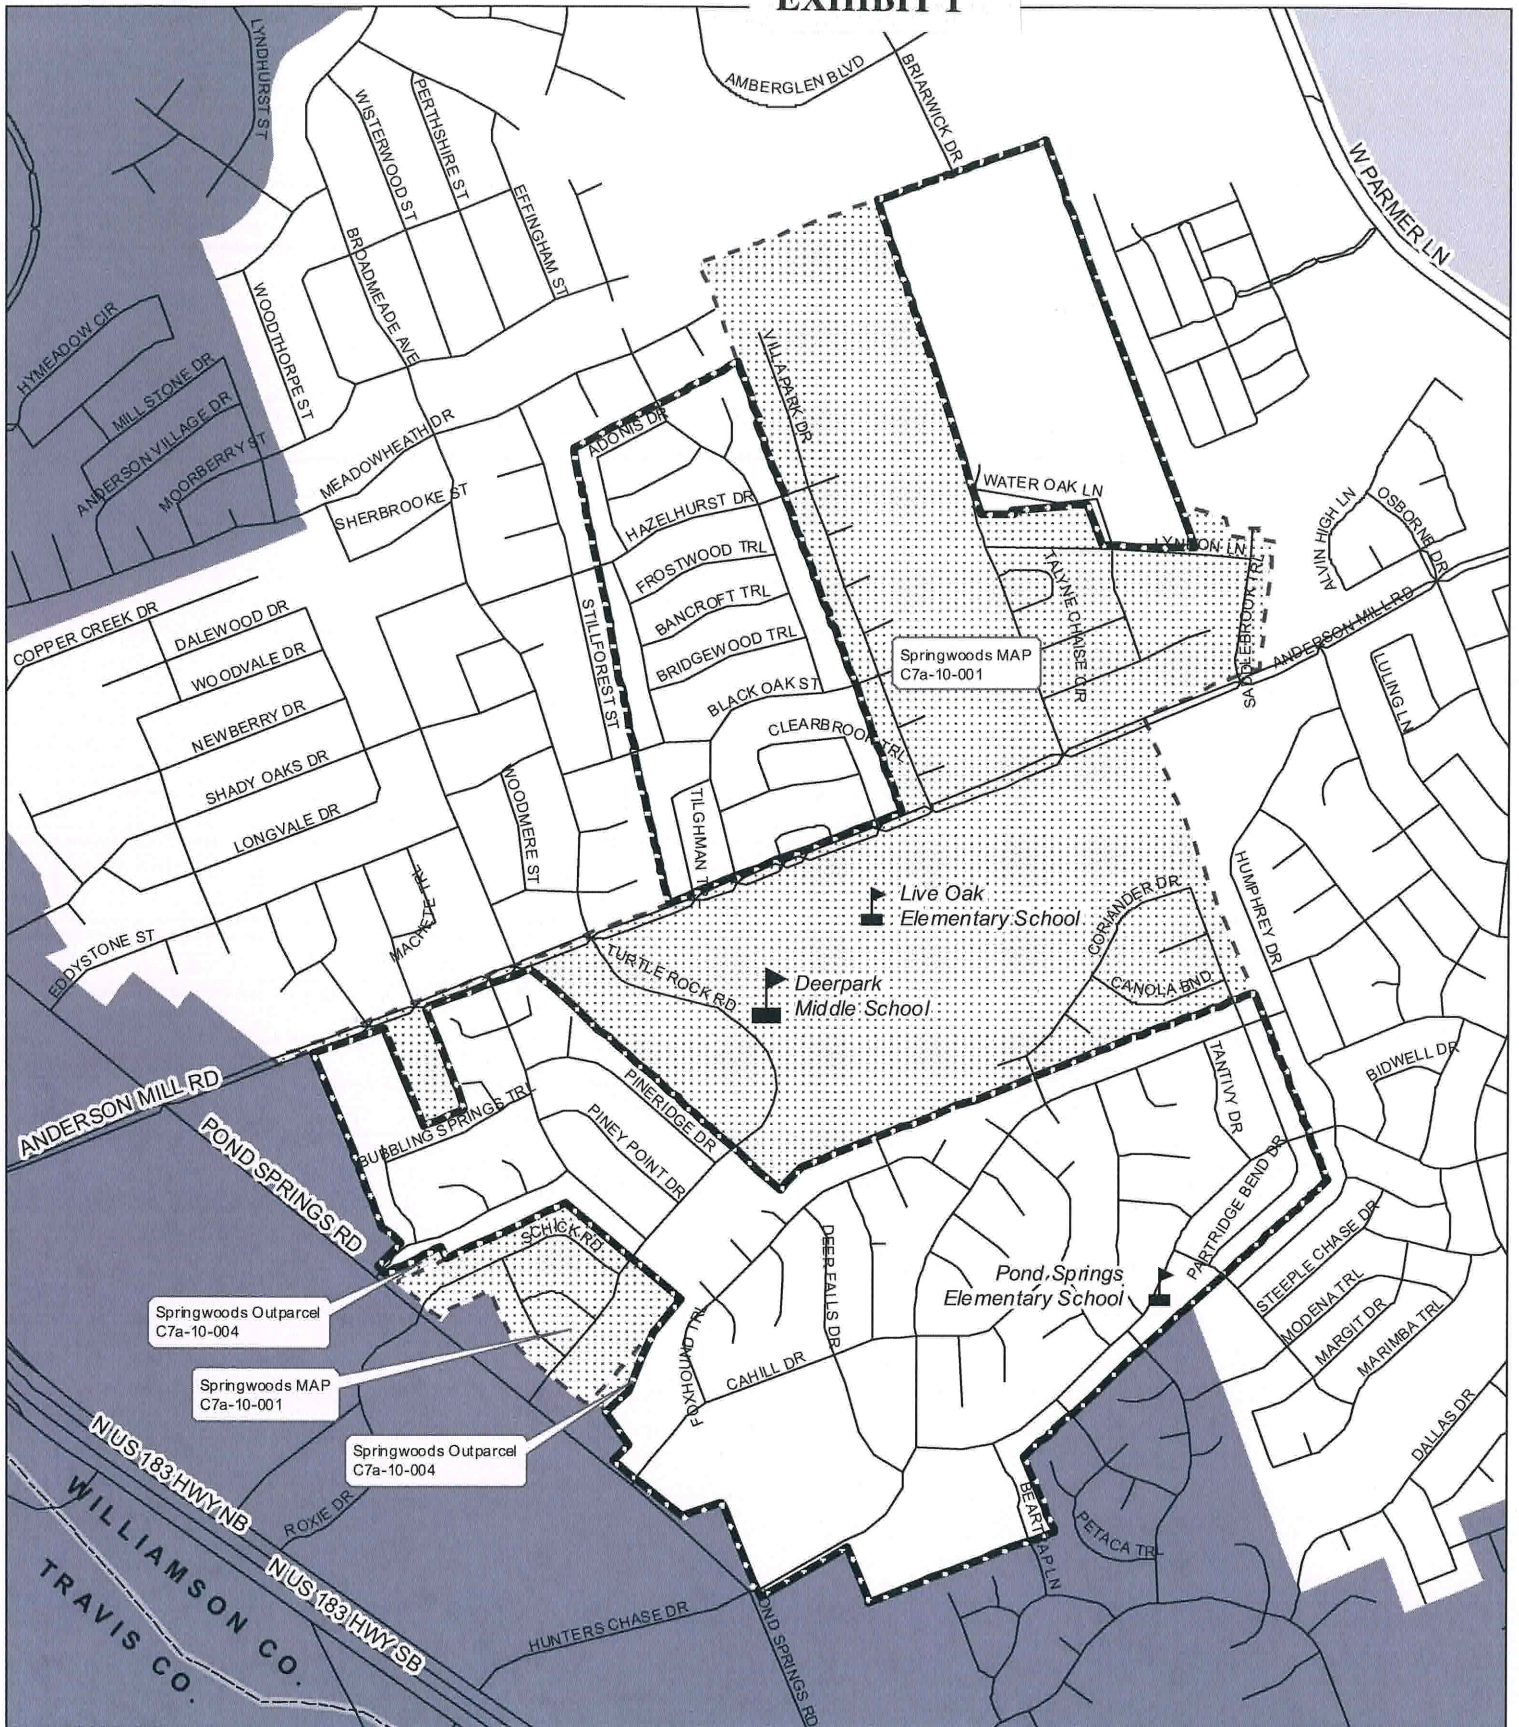 EXHIBIT 1
LYNDHURST ST
AMBERGLEN BLVD
BRIARWICK DR
W PARMER LN
WISTERWOOD ST
PERTHSHIRE ST
EFFINGHAM ST
BROADMEADE AVE
WOODTHORPE ST
HYMEADOW CIR
MILL STONE DR
ANDERSON VILLAGE DR
MOORBERRY ST
MEADOWHEATH DR
SHERBROOKE ST
VILLA PARK DR
ADONIS DR
HAZELHURST DR
FROSTWOOD TRL
BANCROFT TRL
BRIDGEWOOD TRL
BLACK OAK ST
CLEARBROOK TRL
STILLFOREST ST
TILGHMAN T
WATER OAK LN
LYNDON LN
TALYNE CHAISE CIR
SADDLEBROOK TRL
ALVIN HIGH LN
OSBORNE DR
ANDERSON MILL RD
LULING LN
Springwoods MAP
C7a-10-001
COPPER CREEK DR
DALEWOOD DR
WOODVALE DR
NEWBERRY DR
SHADY OAKS DR
LONGVALE DR
WOODMERE ST
MACHETE TRL
EDDYSTONE ST
Live Oak
Elementary School
Deerpark
Middle School
TURTLE ROCK RD
CORIANDER DR
CANOLA BND
HUMPHREY DR
BIDWELL DR
TANTIVY DR
ANDERSON MILL RD
POND SPRINGS RD
BUBBLING SPRINGS TRL
PINERIDGE DR
PINEY POINT DR
SCHICK RD
PARTRIDGE BEND DR
STEEPLE CHASE DR
MODENA TRL
MARGIT DR
MARIMBA TRL
DALLAS DR
DEER FALLS DR
Pond Springs
Elementary School
Springwoods Outparcel
C7a-10-004
Springwoods MAP
C7a-10-001
Springwoods Outparcel
C7a-10-004
FOXHOUND TRL
CAHILL DR
BEARTRAP LN
PETACA TRL
ROXIE DR
N US 183 HWY NB
N US 183 HWY SB
WILLIAMSON CO.
TRAVIS CO.
HUNTERS CHASE DR
POND SPRINGS RD